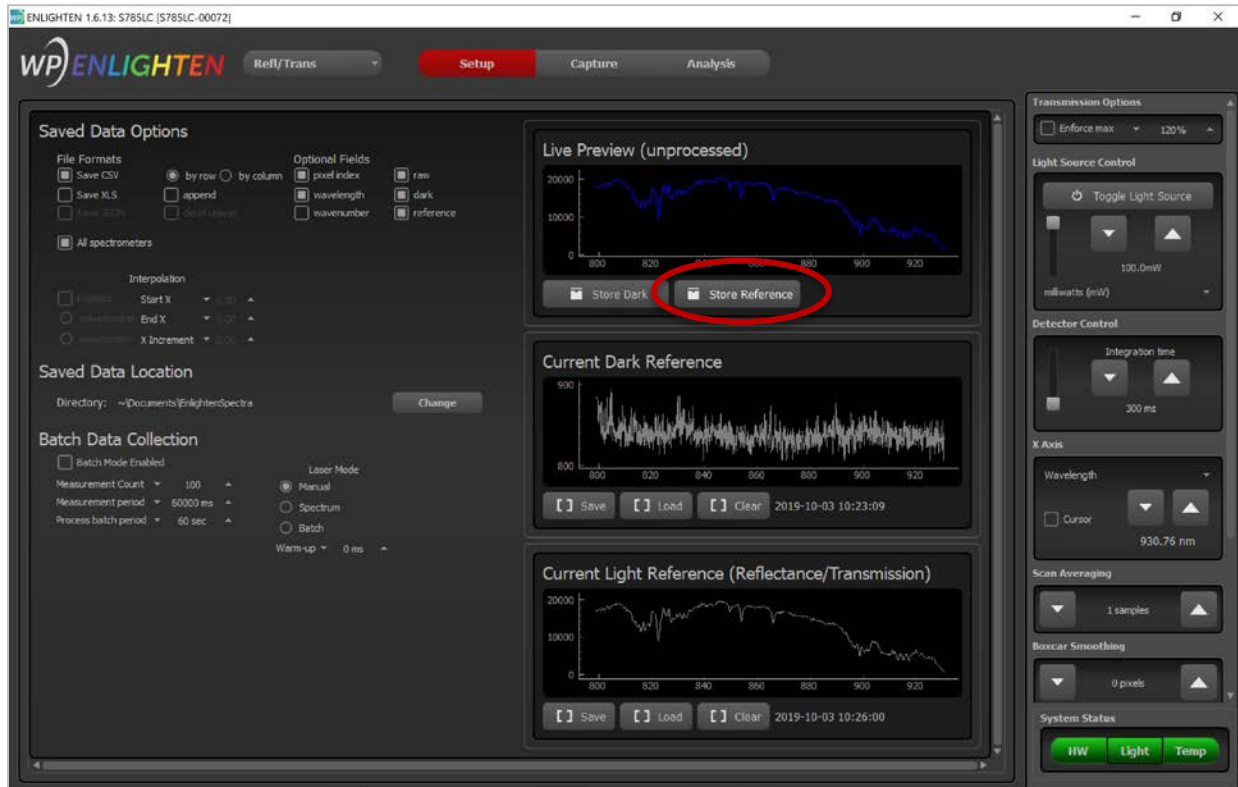 ENLIGHTEN 1.6.13: S785LC [S785LC-00072]
WP ENLIGHTEN
Refl/Trans
Setup Capture Analysis
Saved Data Options
File Formats
Optional Fields
Save CSV by row by column pixel index raw
Save XLS append wavelength dark
wavenumber reference
All spectrometers
Interpolation
Start X
End X
X Increment
Saved Data Location
Directory: ~\Documents\EnlightenSpectra Change
Batch Data Collection
Batch Mode Enabled
Laser Mode
Measurement Count 100 Manual
Measurement period 60000 ms Spectrum
Process batch period 60 sec Batch
Warm-up 0 ms
Live Preview (unprocessed)
20000
10000
0
800 820 840 860 880 900 920
Store Dark Store Reference
Current Dark Reference
900
800
800 820 840 860 880 900 920
Save Load Clear 2019-10-03 10:23:09
Current Light Reference (Reflectance/Transmission)
20000
10000
0
800 820 840 860 880 900 920
Save Load Clear 2019-10-03 10:26:00
Transmission Options
Enforce max 120%
Light Source Control
Toggle Light Source
100.0mW
milliwatts (mW)
Detector Control
Integration time
300 ms
X Axis
Wavelength
Cursor
930.76 nm
Scan Averaging
1 samples
Boxcar Smoothing
0 pixels
System Status
HW Light Temp